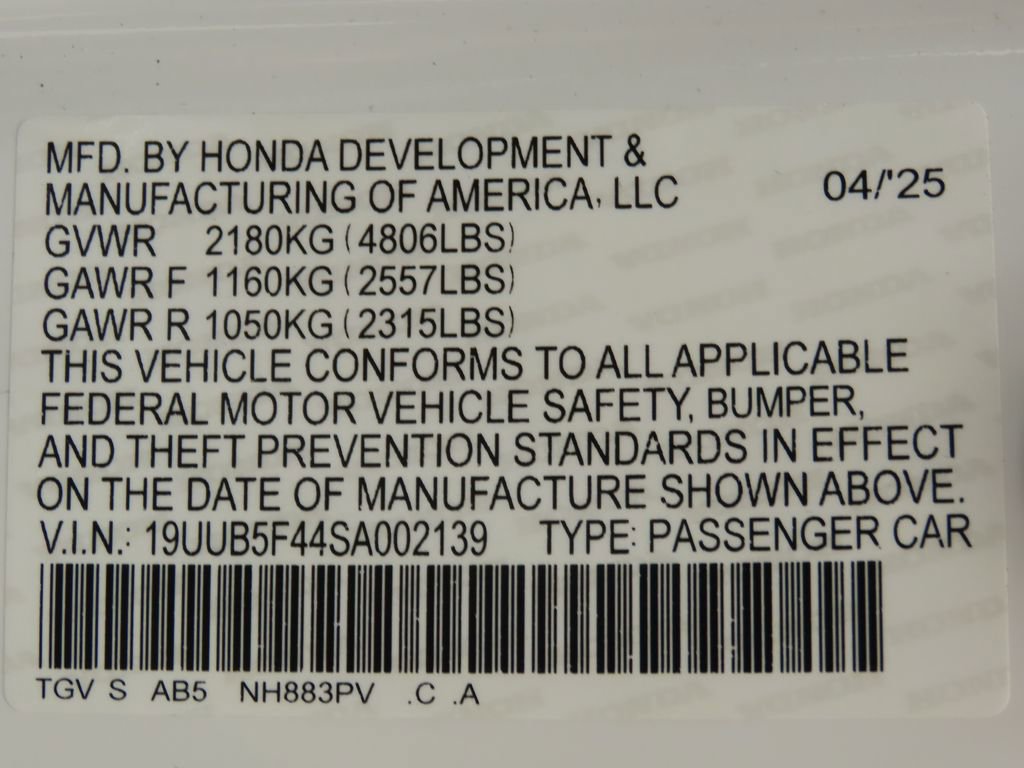 MFD. BY HONDA DEVELOPMENT &
MANUFACTURING OF AMERICA, LLC 04/'25
GVWR 2180KG (4806LBS)
GAWR F 1160KG (2557LBS)
GAWR R 1050KG (2315LBS)
THIS VEHICLE CONFORMS TO ALL APPLICABLE
FEDERAL MOTOR VEHICLE SAFETY, BUMPER,
AND THEFT PREVENTION STANDARDS IN EFFECT
ON THE DATE OF MANUFACTURE SHOWN ABOVE.
V.I.N.: 19UUB5F44SA002139 TYPE: PASSENGER CAR
TGV S AB5 NH883PV .C .A